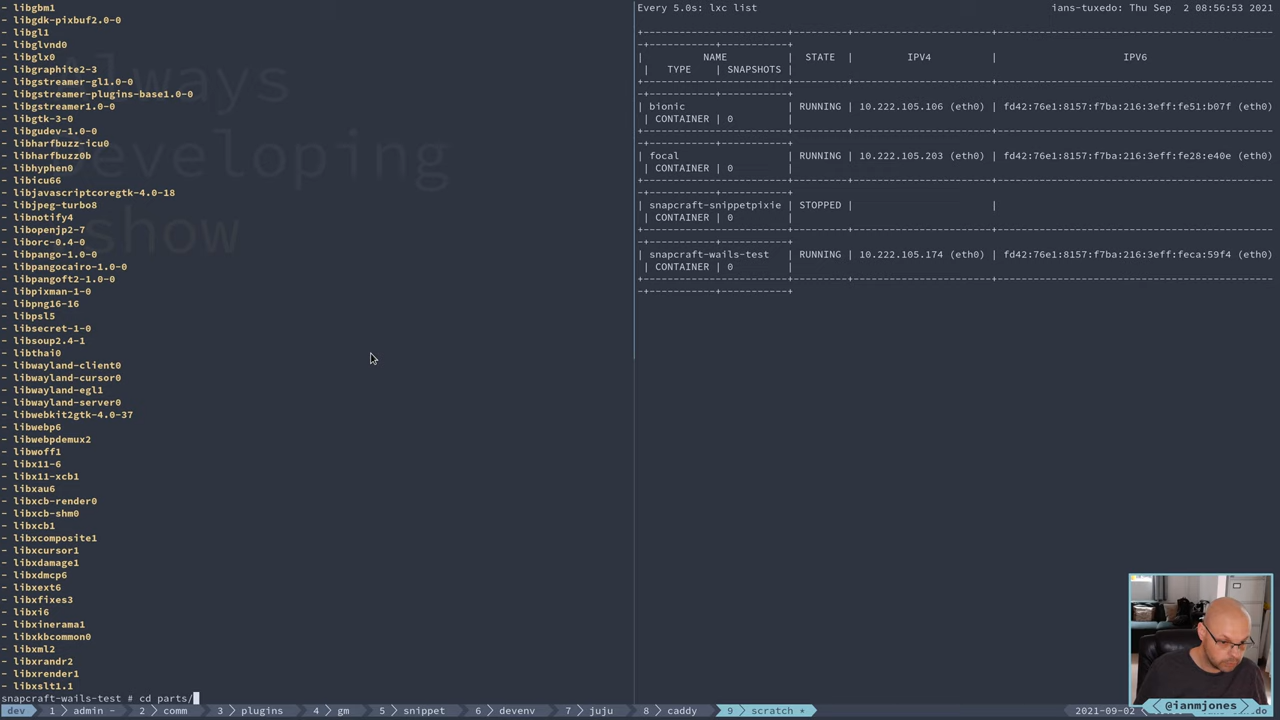 - libgbm1
- libgdk-pixbuf2.0-0
- libgl1
- libglvnd0
- libglx0
- libgraphite2-3
- libgstreamer-gl1.0-0
- libgstreamer-plugins-base1.0-0
- libgstreamer1.0-0
- libgtk-3-0
- libgudev-1.0-0
- libharfbuzz-icu0
- libharfbuzz0b
- libhyphen0
- libicu66
- libjavascriptcoregtk-4.0-18
- libjpeg-turbo8
- libnotify4
- libopenjp2-7
- liborc-0.4-0
- libpango-1.0-0
- libpangocairo-1.0-0
- libpangoft2-1.0-0
- libpixman-1-0
- libpng16-16
- libpsl5
- libsecret-1-0
- libsoup2.4-1
- libthai0
- libwayland-client0
- libwayland-cursor0
- libwayland-egl1
- libwayland-server0
- libwebkit2gtk-4.0-37
- libwebp6
- libwebpdemux2
- libwoff1
- libx11-6
- libx11-xcb1
- libxau6
- libxcb-render0
- libxcb-shm0
- libxcb1
- libxcomposite1
- libxcursor1
- libxdamage1
- libxdmcp6
- libxext6
- libxfixes3
- libxi6
- libxinerama1
- libxkbcommon0
- libxml2
- libxrandr2
- libxrender1
- libxslt1.1
snapcraft-wails-test # cd parts/
Always
Developing
show
Every 5.0s: lxc list ians-tuxedo: Thu Sep 2 08:56:53 2021
| NAME | STATE | IPV4 | IPV6
| TYPE | SNAPSHOTS |
| bionic | RUNNING | 10.222.105.106 (eth0) | fd42:76e1:8157:f7ba:216:3eff:fe51:b07f (eth0)
| CONTAINER | 0 |
| focal | RUNNING | 10.222.105.203 (eth0) | fd42:76e1:8157:f7ba:216:3eff:fe28:e40e (eth0)
| CONTAINER | 0 |
| snapcraft-snippetpixie | STOPPED | |
| CONTAINER | 0 |
| snapcraft-wails-test | RUNNING | 10.222.105.174 (eth0) | fd42:76e1:8157:f7ba:216:3eff:feca:59f4 (eth0)
| CONTAINER | 0 |
@ianmjones
dev 1 admin - 2 comm 3 plugins 4 gm 5 snippet 6 devenv 7 juju 8 caddy 9 scratch * 2021-09-02